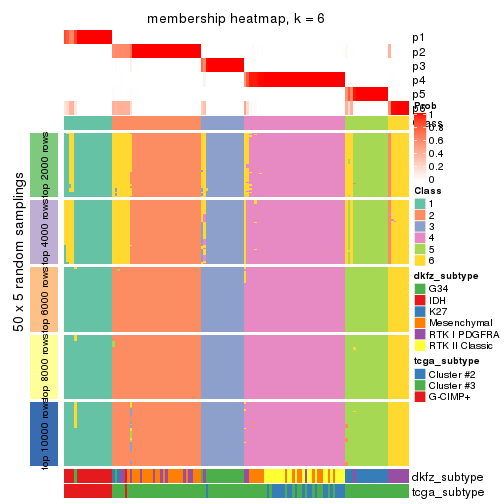 membership heatmap, k = 6
p1
p2
p3
p4
p5
p6
Class
50 x 5 random samplings
top 2000 rows
top 4000 rows
top 6000 rows
top 8000 rows
top 10000 rows
Prob
1
0.8
0.6
0.4
0.2
0
Class
1
2
3
4
5
6
dkfz_subtype
G34
IDH
K27
Mesenchymal
RTK I PDGFRA
RTK II Classic
tcga_subtype
Cluster #2
Cluster #3
G-CIMP+
dkfz_subtype
tcga_subtype